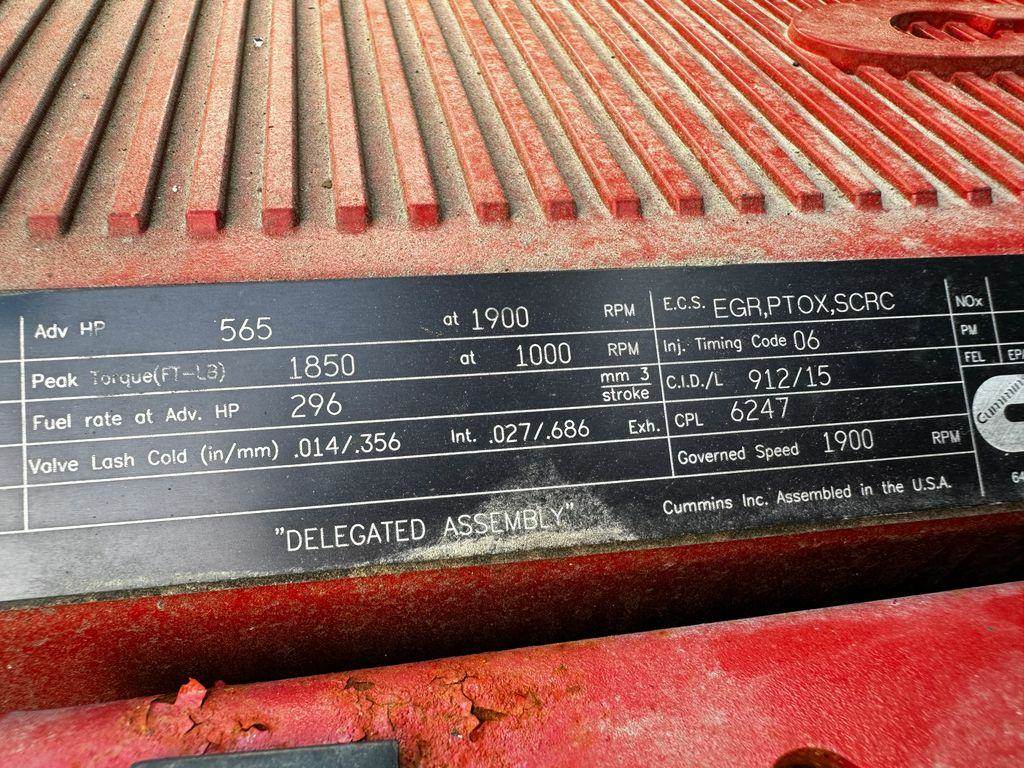 Adv HP 565 at 1900 RPM
Peak Torque(FT-LB) 1850 at 1000 RPM
Fuel rate at Adv. HP 296 mm 3
stroke
Valve Lash Cold (in/mm) .014/.356 Int. .027/.686 Exh.
"DELEGATED ASSEMBLY"
E.C.S. EGR,PTOX,SCRC
Inj. Timing Code 06
C.I.D./L 912/15
CPL 6247
Governed Speed 1900 RPM
Cummins Inc. Assembled in the U.S.A.
NOx
PM
FEL
Cummins